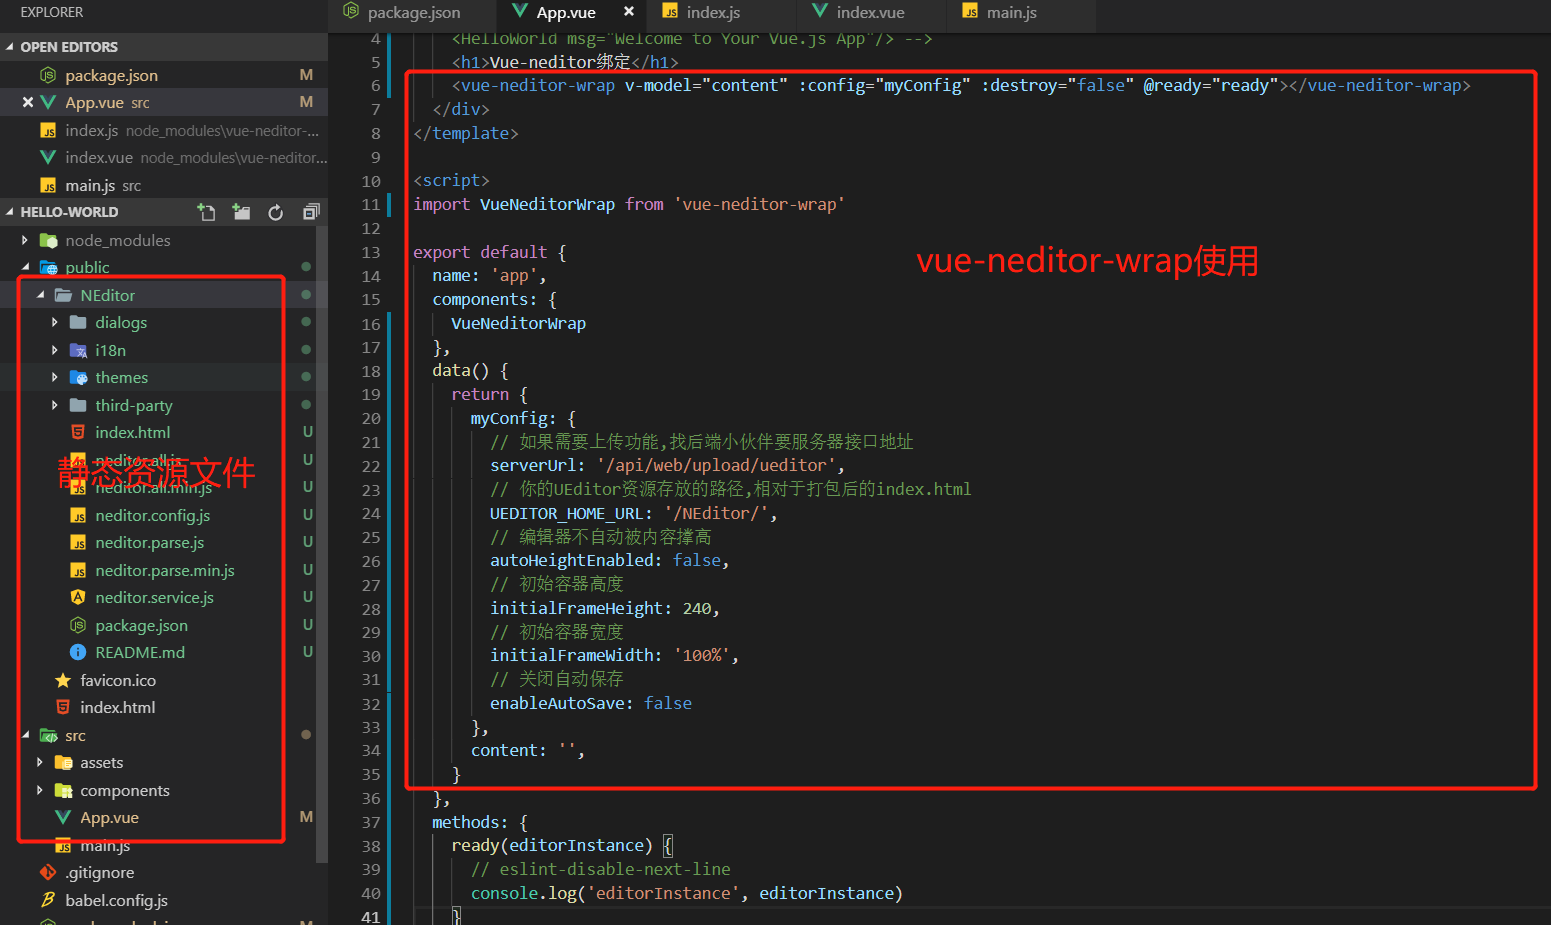 EXPLORER
OPEN EDITORS
package.json M
App.vue src M
index.js node_modules\vue-neditor-...
index.vue node_modules\vue-neditor...
main.js src
HELLO-WORLD
node_modules
public
NEditor
dialogs
i18n
themes
third-party
index.html U
neditor.all.js U
静态资源文件
neditor.all.min.js U
neditor.config.js U
neditor.parse.js U
neditor.parse.min.js U
neditor.service.js U
package.json U
README.md U
favicon.ico
index.html
src
assets
components
App.vue M
main.js
.gitignore
babel.config.js
package.json
App.vue
index.js
index.vue
main.js
4 <HelloWorld msg="Welcome to Your Vue.js App"/> -->
5 <h1>Vue-neditor绑定</h1>
6 <vue-neditor-wrap v-model="content" :config="myConfig" :destroy="false" @ready="ready"></vue-neditor-wrap>
7 </div>
8 </template>
9
10 <script>
11 import VueNeditorWrap from 'vue-neditor-wrap'
12
13 export default {
vue-neditor-wrap使用
14 name: 'app',
15 components: {
16 VueNeditorWrap
17 },
18 data() {
19 return {
20 myConfig: {
21 // 如果需要上传功能,找后端小伙伴要服务器接口地址
22 serverUrl: '/api/web/upload/ueditor',
23 // 你的UEditor资源存放的路径,相对于打包后的index.html
24 UEDITOR_HOME_URL: '/NEditor/',
25 // 编辑器不自动被内容撑高
26 autoHeightEnabled: false,
27 // 初始容器高度
28 initialFrameHeight: 240,
29 // 初始容器宽度
30 initialFrameWidth: '100%',
31 // 关闭自动保存
32 enableAutoSave: false
33 },
34 content: '',
35 }
36 },
37 methods: {
38 ready(editorInstance) {
39 // eslint-disable-next-line
40 console.log('editorInstance', editorInstance)
41 }